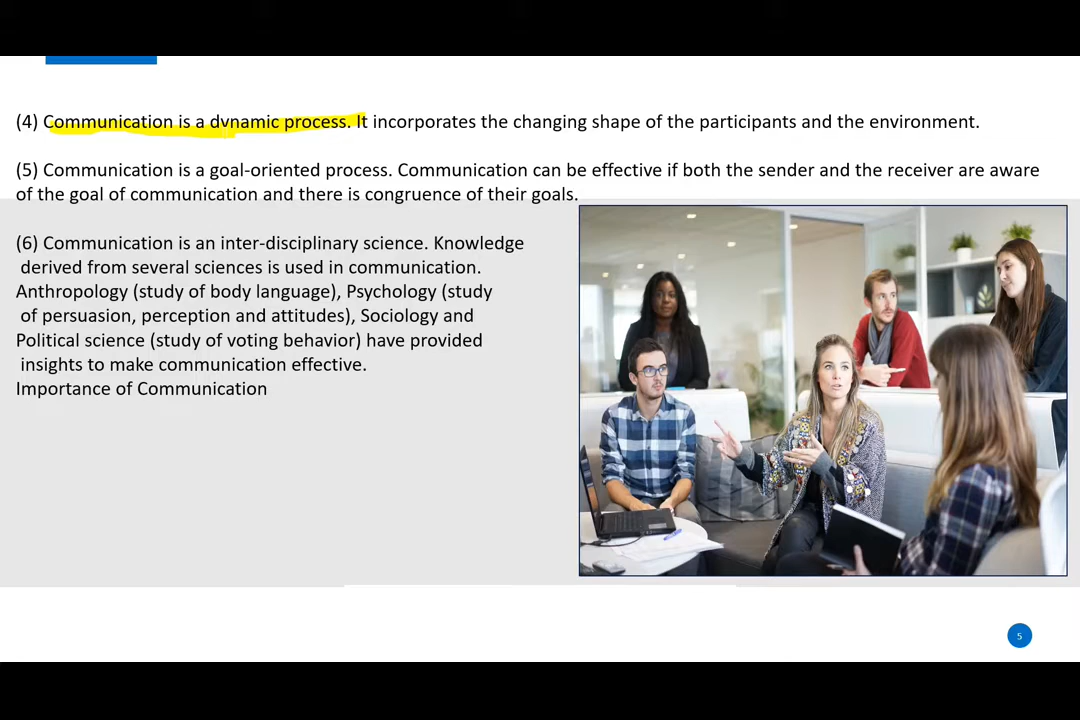 (4) Communication is a dynamic process. It incorporates the changing shape of the participants and the environment.
(5) Communication is a goal-oriented process. Communication can be effective if both the sender and the receiver are aware
of the goal of communication and there is congruence of their goals.
(6) Communication is an inter-disciplinary science. Knowledge
derived from several sciences is used in communication.
Anthropology (study of body language), Psychology (study
of persuasion, perception and attitudes), Sociology and
Political science (study of voting behavior) have provided
insights to make communication effective.
Importance of Communication
5